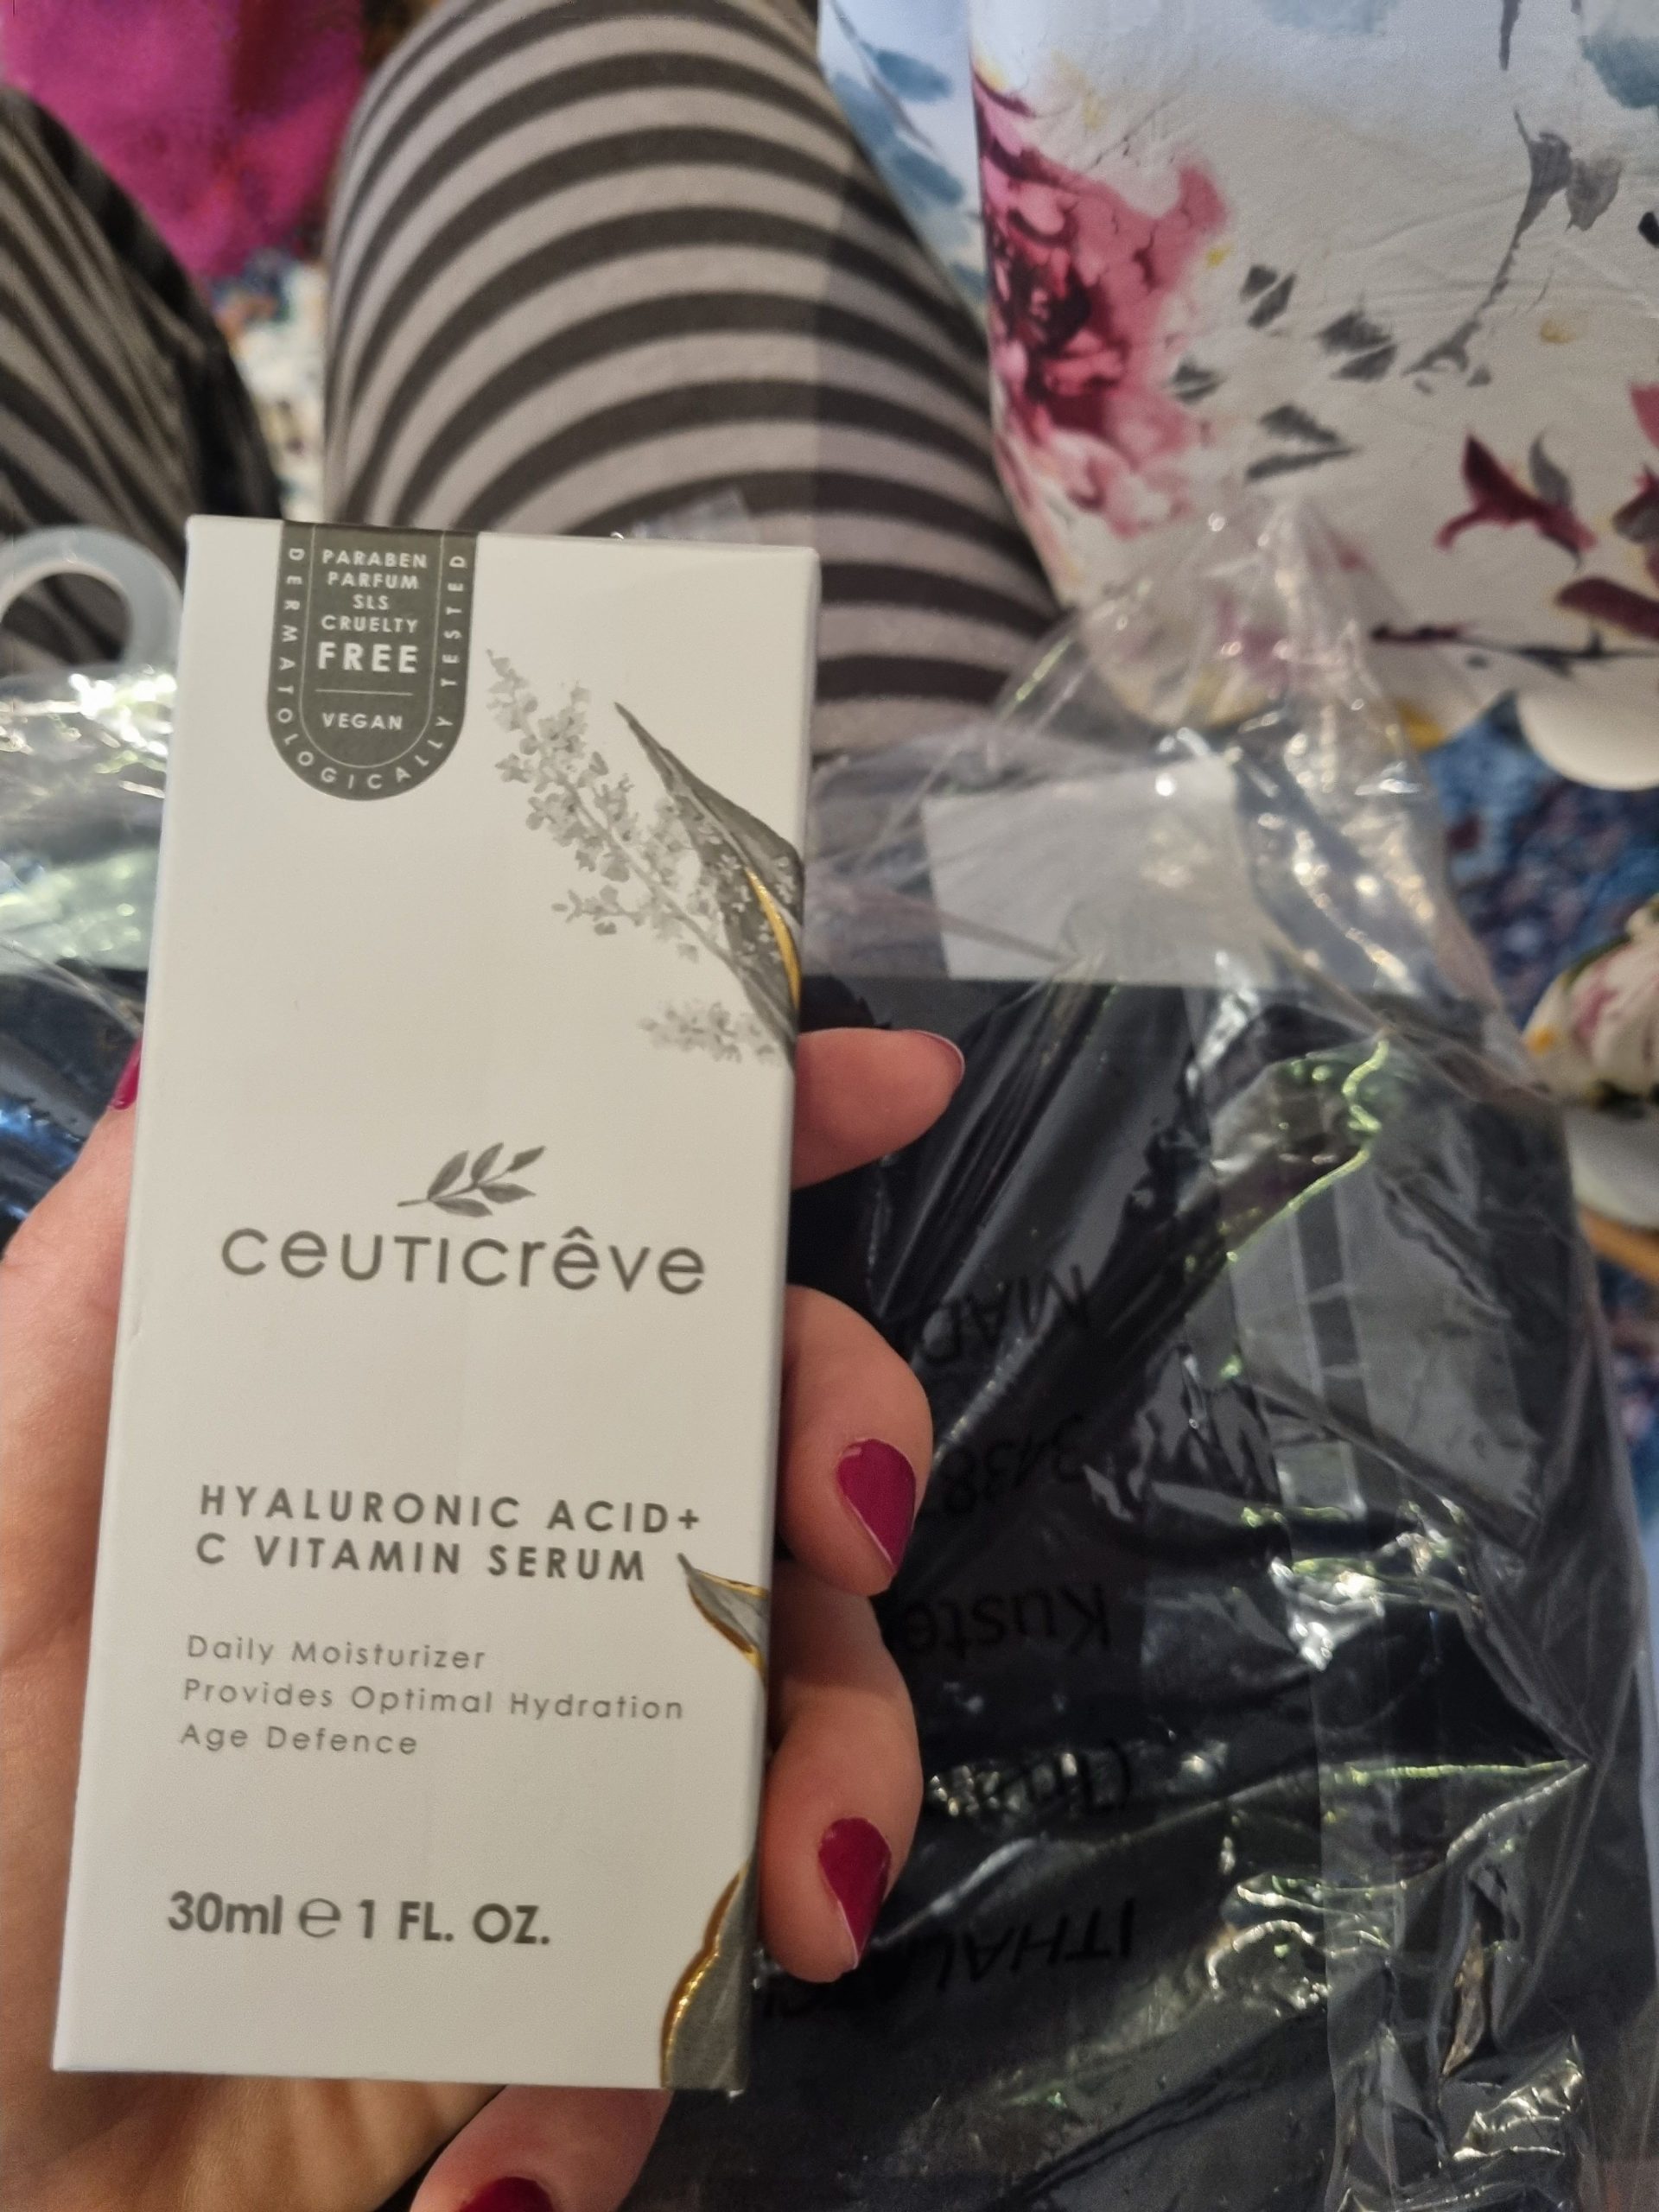 PARABEN
PARFUM
SLS
CRUELTY
FREE
VEGAN
DERMATOLOGICALLY TESTED
ceuticrêve
HYALURONIC ACID+
C VITAMIN SERUM
Daily Moisturizer
Provides Optimal Hydration
Age Defence
30ml ℮ 1 FL. OZ.
3438